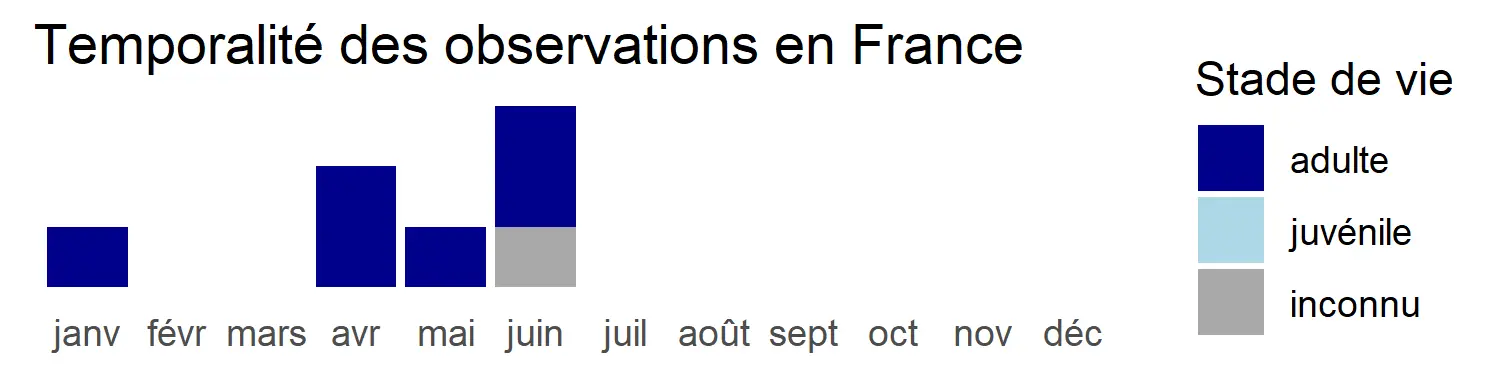 Temporalité des observations en France
Stade de vie
adulte
juvénile
inconnu
janv févr mars avr mai juin juil août sept oct nov déc